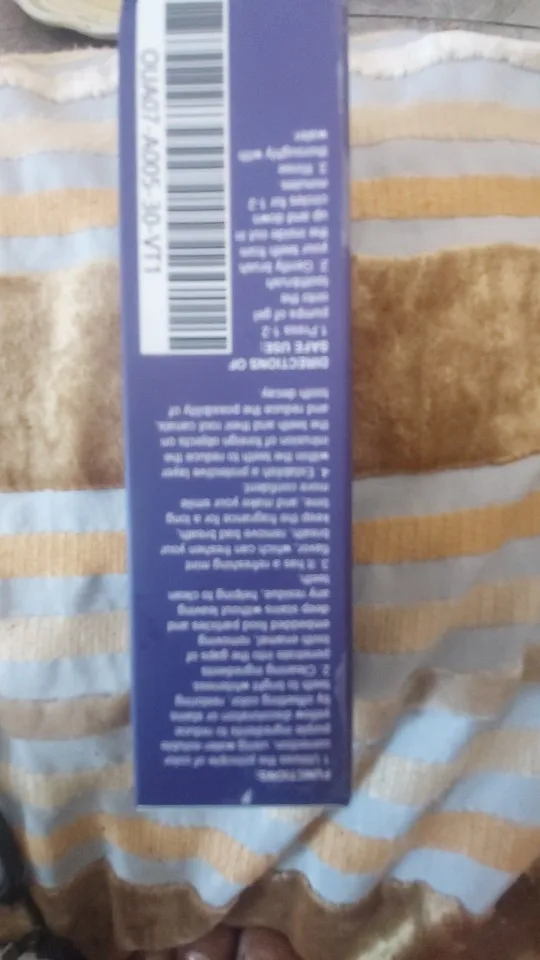 FUNCTIONS:
1. Utilizes the principle of color
correction, using water-soluble
purple ingredients to reduce
yellow discoloration or stains
by offsetting color, restoring
teeth to bright whiteness
2. Cleaning ingredients
penetrate into the gaps of
tooth enamel, removing
embedded food particles and
deep stains without leaving
any residue, helping to clean
teeth.
3. It has a refreshing mint
flavor, which can freshen your
breath, remove bad breath,
keep the fragrance for a long
time, and make your smile
more confident.
4. Establish a protective layer
within the teeth to reduce the
intrusion of foreign objects on
the teeth and their root canals,
and reduce the possibility of
tooth decay
DIRECTIONS OF
SAFE USE:
1.Press 1-2
pumps of gel
onto the
toothbrush
2. Gently brush
your teeth from
the inside out in
up and down
circles for 1-2
minutes
3. Rinse
thoroughly with
water
OUA07-A005-30-VT1